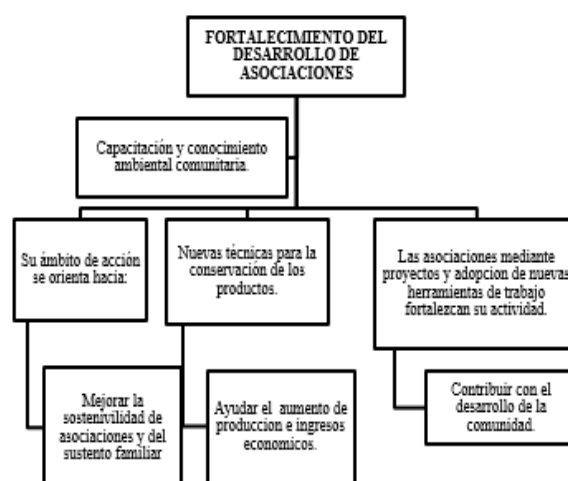 FORTALECIMIENTO DEL
DESARROLLO DE
ASOCIACIONES
Capacitación y conocimiento
ambiental comunitaria.
Su ámbito de acción
se orienta hacia:
Nuevas técnicas para la
conservación de los
productos.
Las asociaciones mediante
proyectos y adopcion de nuevas
herramientas de trabajo
fortalezcan su actividad.
Mejorar la
sostenivilidad de
asociaciones y del
sustento familiar
Ayudar el aumento de
produccion e ingresos
economicos.
Contribuir con el
desarrollo de la
comunidad.